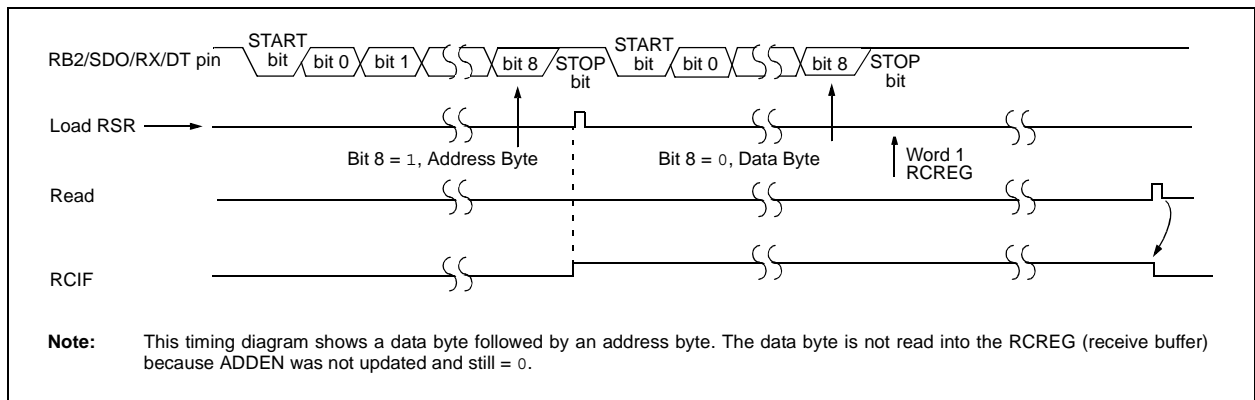 START
bit
bit 0
bit 1
bit 8
STOP
bit
START
bit
bit 0
bit 8
STOP
bit
RB2/SDO/RX/DT pin
Load RSR
Bit 8 = 1, Address Byte
Bit 8 = 0, Data Byte
Word 1
RCREG
Read
RCIF
Note: This timing diagram shows a data byte followed by an address byte. The data byte is not read into the RCREG (receive buffer)
because ADDEN was not updated and still = 0.